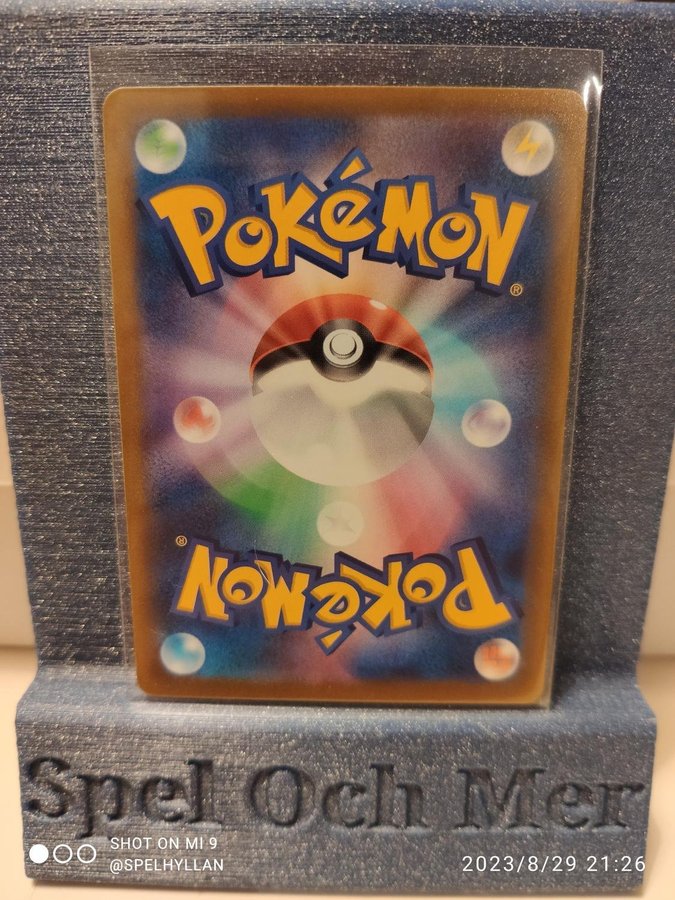 POKéMON
®
®
POKéMON
Spel Och Mer
SHOT ON MI 9
@SPELHYLLAN
2023/8/29 21:26